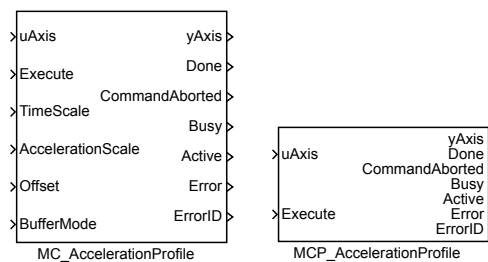 uAxis
Execute
TimeScale
AccelerationScale
Offset
BufferMode
yAxis
Done
CommandAborted
Busy
Active
Error
ErrorID
MC_AccelerationProfile
uAxis
Execute
yAxis
Done
CommandAborted
Busy
Active
Error
ErrorID
MCP_AccelerationProfile